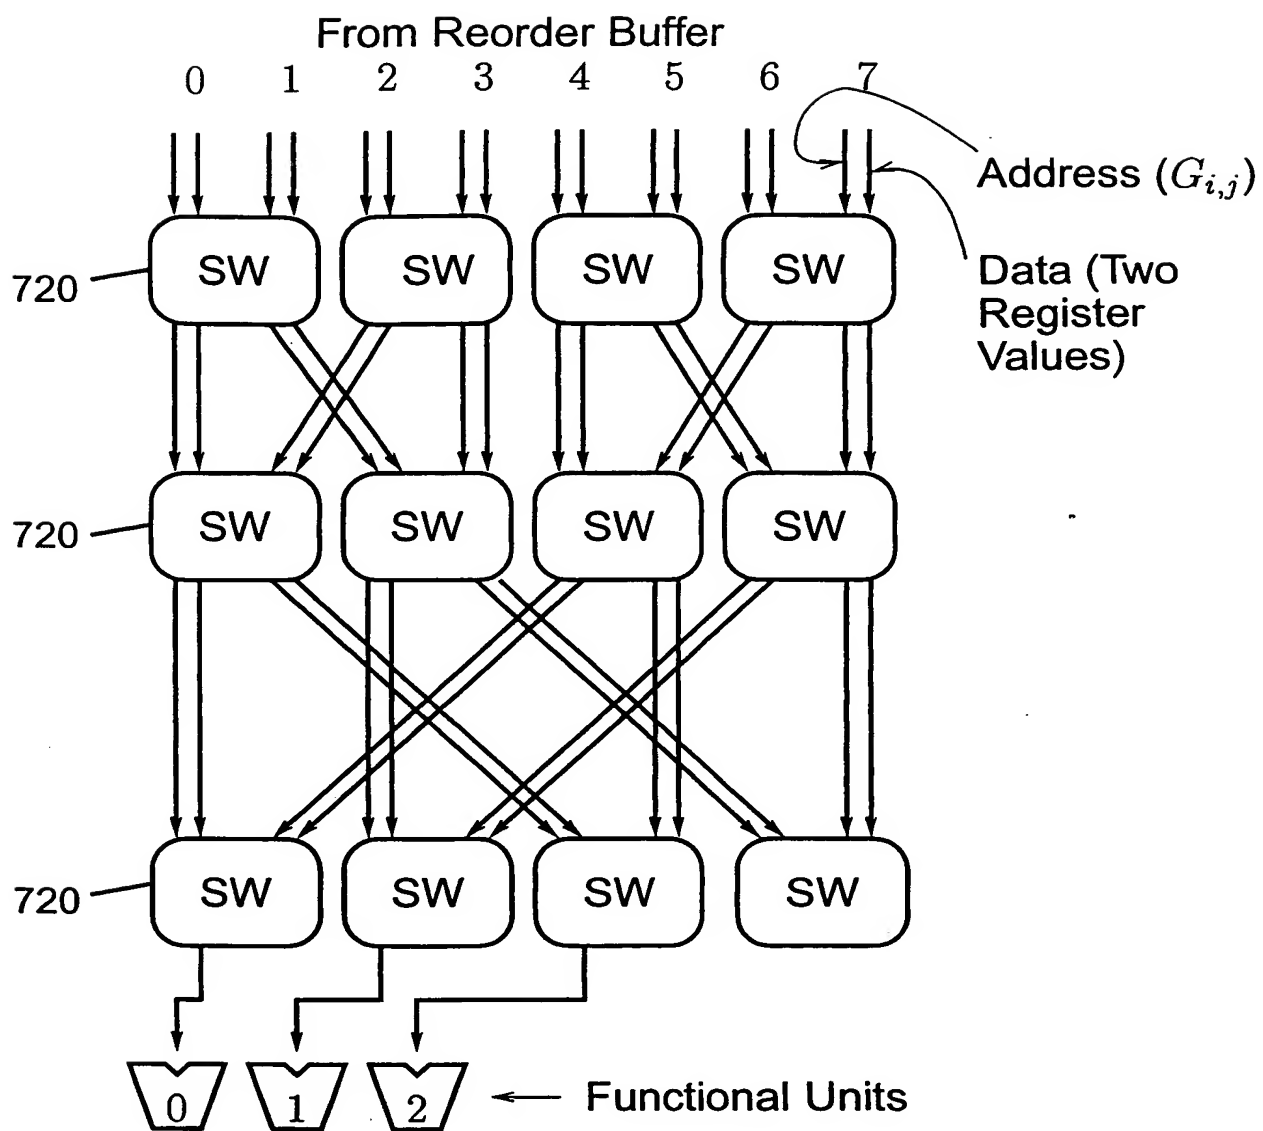 From Reorder Buffer
0 1 2 3 4 5 6 7
Address (G_{i,j})
SW SW SW SW
720
Data (Two
Register
Values)
SW SW SW SW
720
SW SW SW SW
720
0 1 2
Functional Units